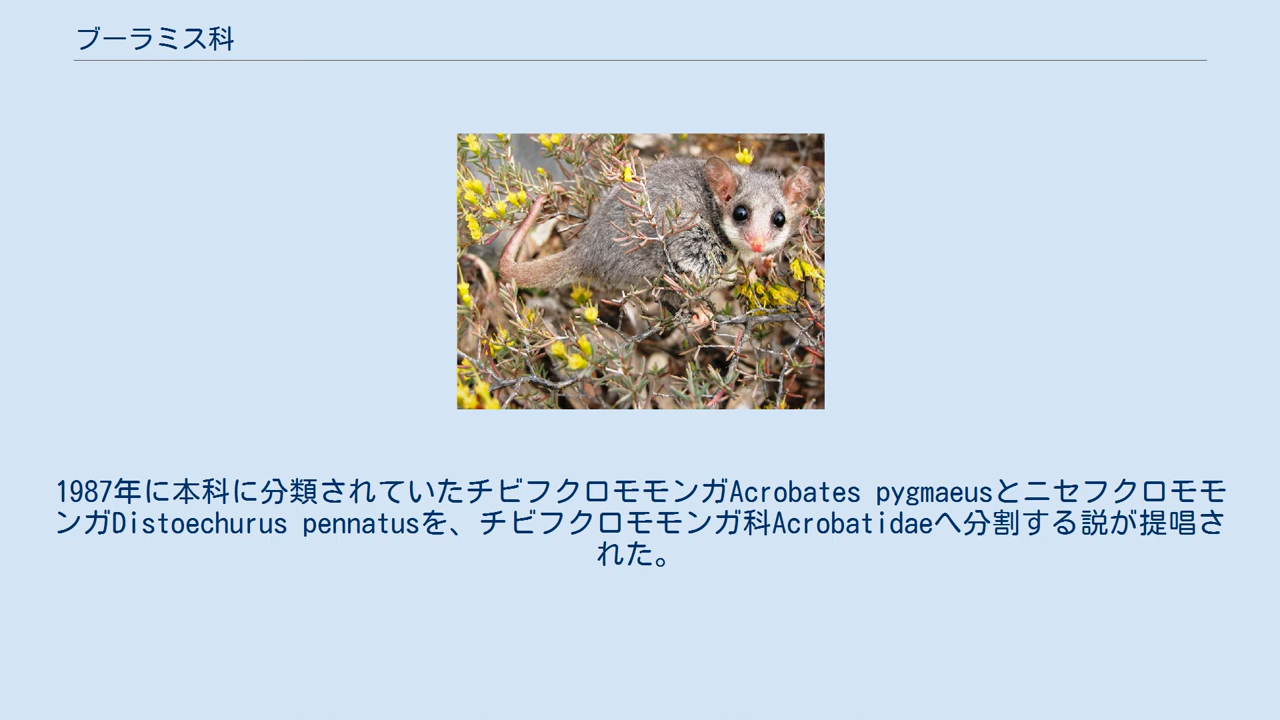 ブーラミス科
1987年に本科に分類されていたチビフクロモモンガAcrobates pygmaeusとニセフクロモモ
ンガDistoechurus pennatusを、チビフクロモモンガ科Acrobatidaeへ分割する説が提唱さ
れた。